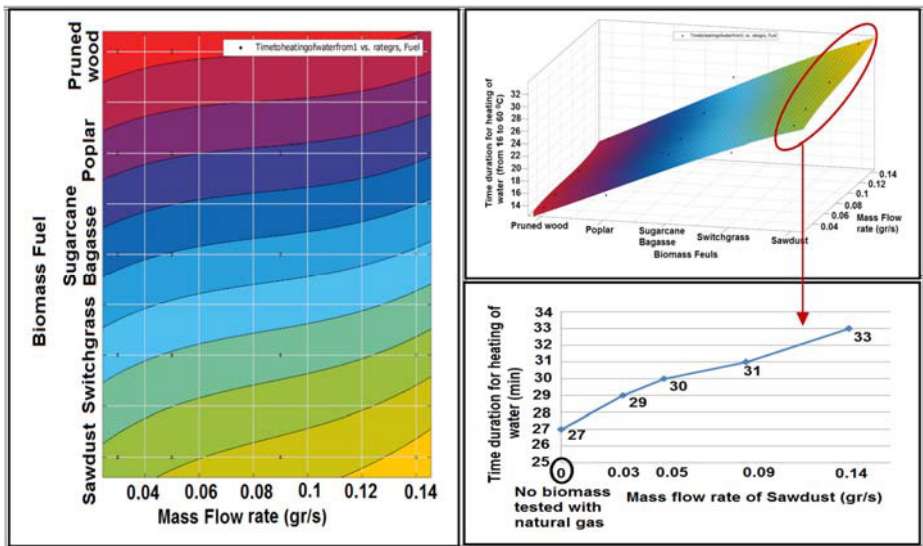 Timetoheatingofwaterfrom1 vs. rategrs, Fuel
Biomass Fuel
Pruned
wood
Poplar
Sugarcane
Bagasse
Switchgrass
Sawdust
0.04 0.06 0.08 0.1 0.12 0.14
Mass Flow rate (gr/s)
Timetoheatingofwaterfrom1 vs. rategrs, Fuel
Time duration for heating of
water (from 16 to 60 ºC)
32
30
28
26
24
22
20
18
16
14
Pruned wood
Poplar
Sugarcane
Bagasse
Switchgrass
Sawdust
Biomass Feuls
0.14
0.12
0.1
0.08
0.06
0.04
Mass Flow
rate (gr/s)
Time duration for heating of
water (min)
34
33
32
31
30
29
28
27
26
25
27
29
30
31
33
0 0.03 0.05 0.09 0.14
No biomass
tested with
natural gas
Mass flow rate of Sawdust (gr/s)